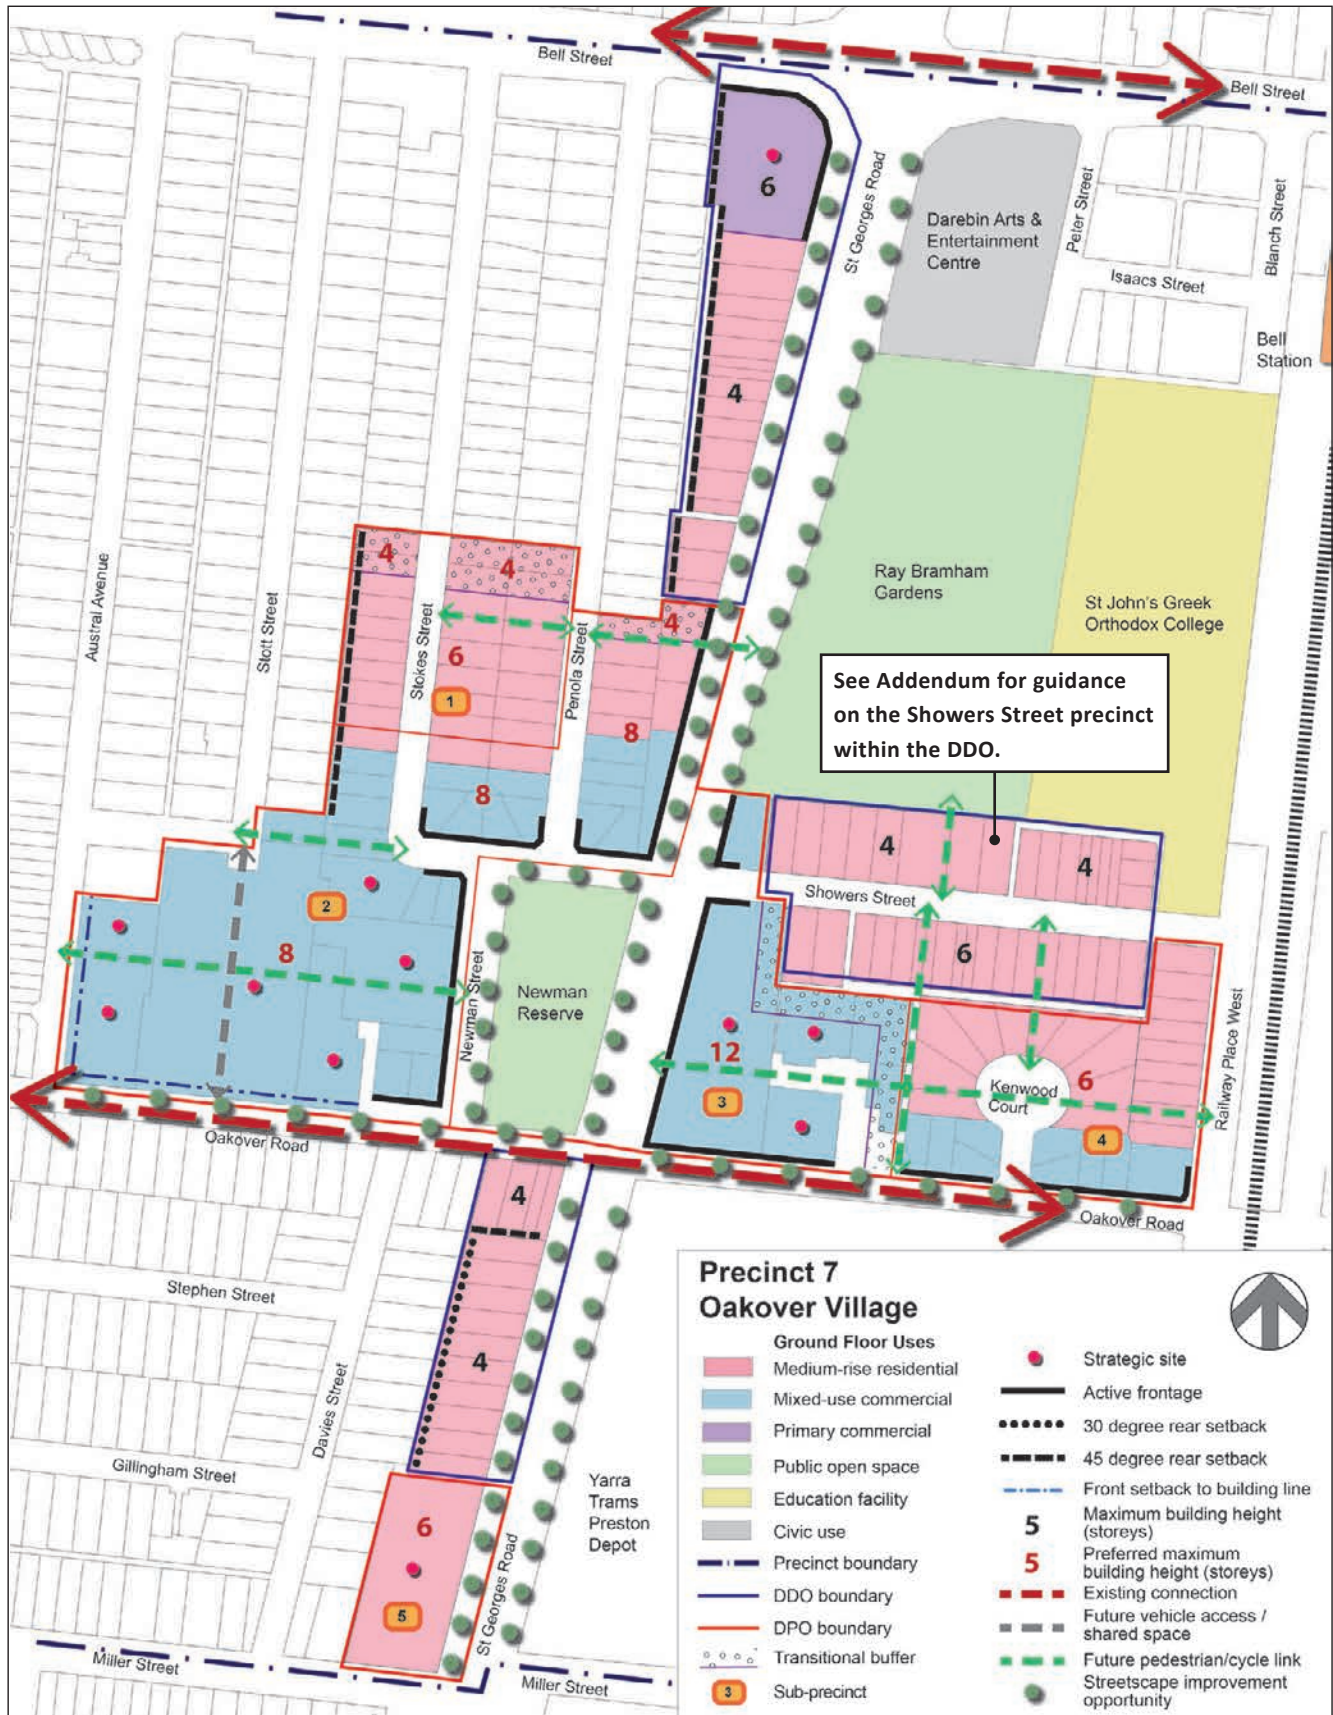 Bell Street
Bell Street
St Georges Road
Darebin Arts &
Entertainment
Centre
Peter Street
Blanch Street
Isaacs Street
Bell
Station
6
4
Ray Bramham
Gardens
St John's Greek
Orthodox College
Austral Avenue
Stott Street
Stokes Street
Penola Street
4
4
4
6
1
8
8
See Addendum for guidance
on the Showers Street precinct
within the DDO.
4
4
Showers Street
6
2
8
Newman Street
Newman
Reserve
12
3
Kenwood
Court
6
4
Railway Place West
Oakover Road
Oakover Road
4
4
Stephen Street
Davies Street
Gillingham Street
Yarra
Trams
Preston
Depot
6
5
St Georges Road
Miller Street
Miller Street
Precinct 7
Oakover Village
Ground Floor Uses
Medium-rise residential
Mixed-use commercial
Primary commercial
Public open space
Education facility
Civic use
Precinct boundary
DDO boundary
DPO boundary
Transitional buffer
3 Sub-precinct
Strategic site
Active frontage
30 degree rear setback
45 degree rear setback
Front setback to building line
5 Maximum building height
(storeys)
5 Preferred maximum
building height (storeys)
Existing connection
Future vehicle access /
shared space
Future pedestrian/cycle link
Streetscape improvement
opportunity